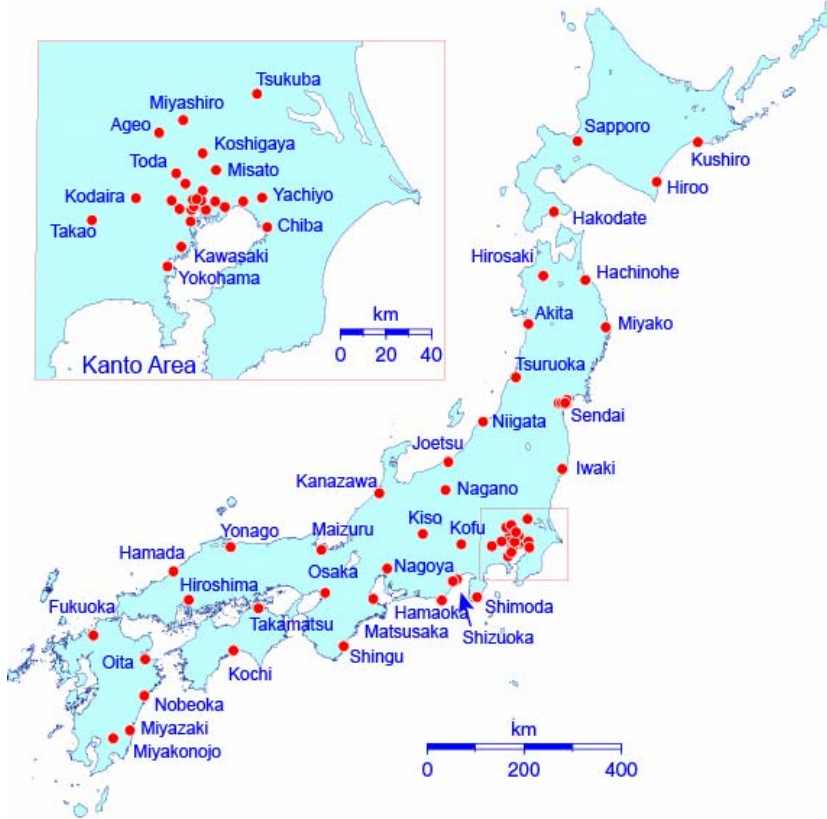 Tsukuba
Miyashiro
Ageo
Koshigaya
Toda
Misato
Kodaira
Yachiyo
Takao
Chiba
Kawasaki
Yokohama
km
0 20 40
Kanto Area
Sapporo
Kushiro
Hiroo
Hakodate
Hirosaki
Hachinohe
Akita
Miyako
Tsuruoka
Sendai
Niigata
Joetsu
Iwaki
Kanazawa
Nagano
Kiso
Kofu
Yonago
Maizuru
Hamada
Nagoya
Osaka
Hiroshima
Fukuoka
Hamaoka
Shimoda
Takamatsu
Matsusaka
Shizuoka
Oita
Kochi
Shingu
Nobeoka
Miyazaki
Miyakonojo
km
0 200 400